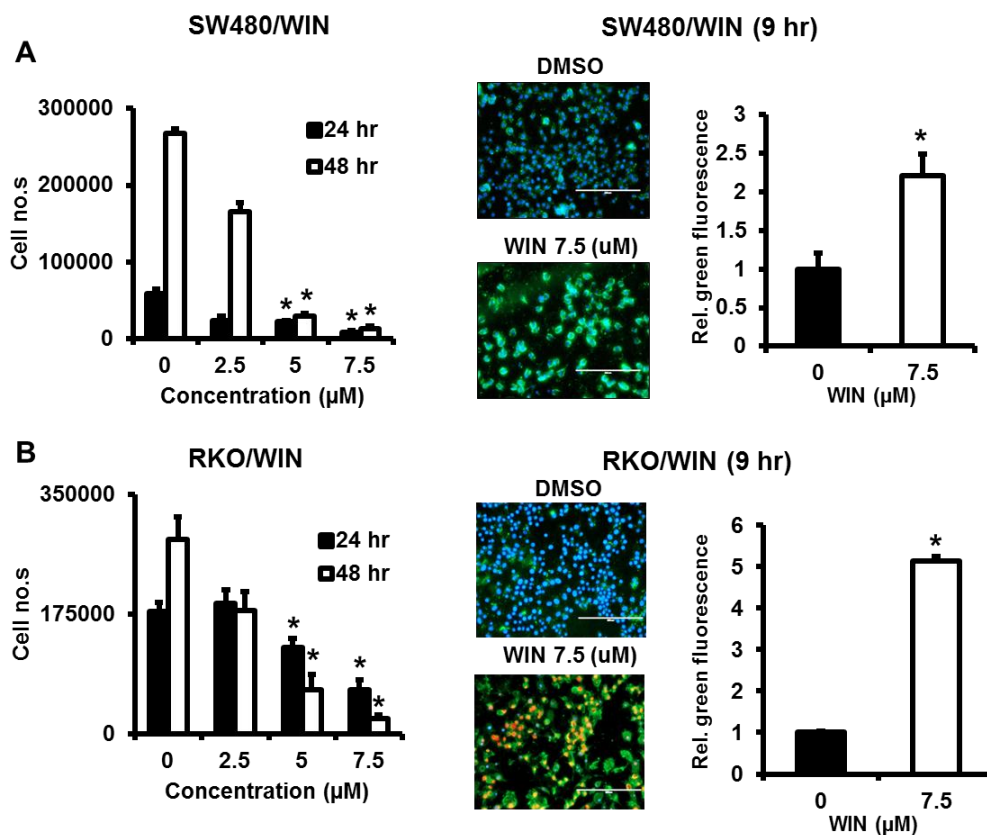 A
SW480/WIN
300000
200000
100000
0
Cell no.s
24 hr
48 hr
* *
* *
0 2.5 5 7.5
Concentration (µM)
SW480/WIN (9 hr)
DMSO
WIN 7.5 (uM)
3
2.5
2
1.5
1
0.5
0
Rel. green fluorescence
*
0 7.5
WIN (µM)
B
RKO/WIN
350000
175000
0
Cell no.s
24 hr
48 hr
* *
* *
0 2.5 5 7.5
Concentration (µM)
RKO/WIN (9 hr)
DMSO
WIN 7.5 (uM)
6
5
4
3
2
1
0
Rel. green fluorescence
*
0 7.5
WIN (µM)